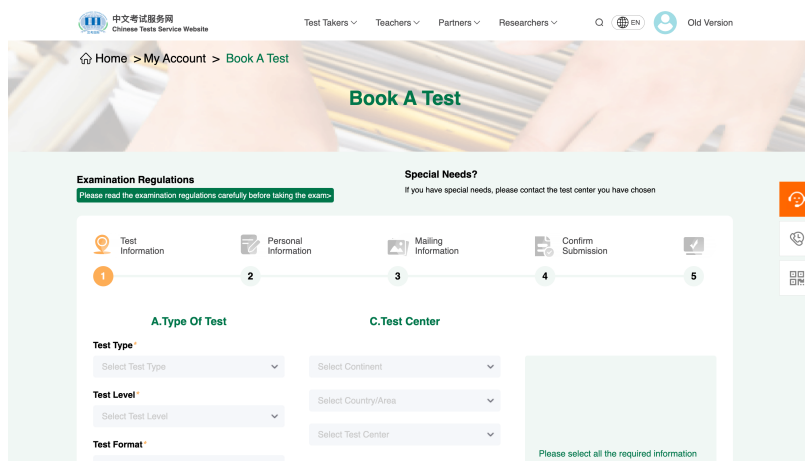 中文考试服务网
Chinese Tests Service Website
Test Takers
Teachers
Partners
Researchers
EN
Old Version
Home > My Account > Book A Test
Book A Test
Examination Regulations
Please read the examination regulations carefully before taking the exam>
Special Needs?
If you have special needs, please contact the test center you have chosen
Test
Information
Personal
Information
Mailing
Information
Confirm
Submission
1
2
3
4
5
A.Type Of Test
C.Test Center
Test Type*
Select Test Type
Select Continent
Test Level*
Select Country/Area
Select Test Level
Select Test Center
Test Format*
Please select all the required information